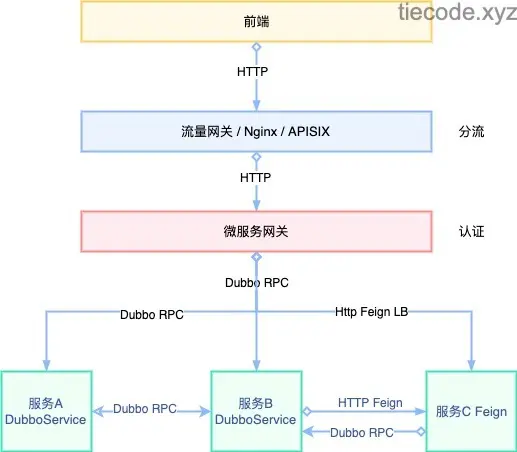 tiecode.xyz
前端
HTTP
流量网关 / Nginx / APISIX
分流
HTTP
微服务网关
认证
Dubbo RPC
Dubbo RPC
Http Feign LB
服务A
DubboService
Dubbo RPC
服务B
DubboService
HTTP Feign
Dubbo RPC
服务C Feign